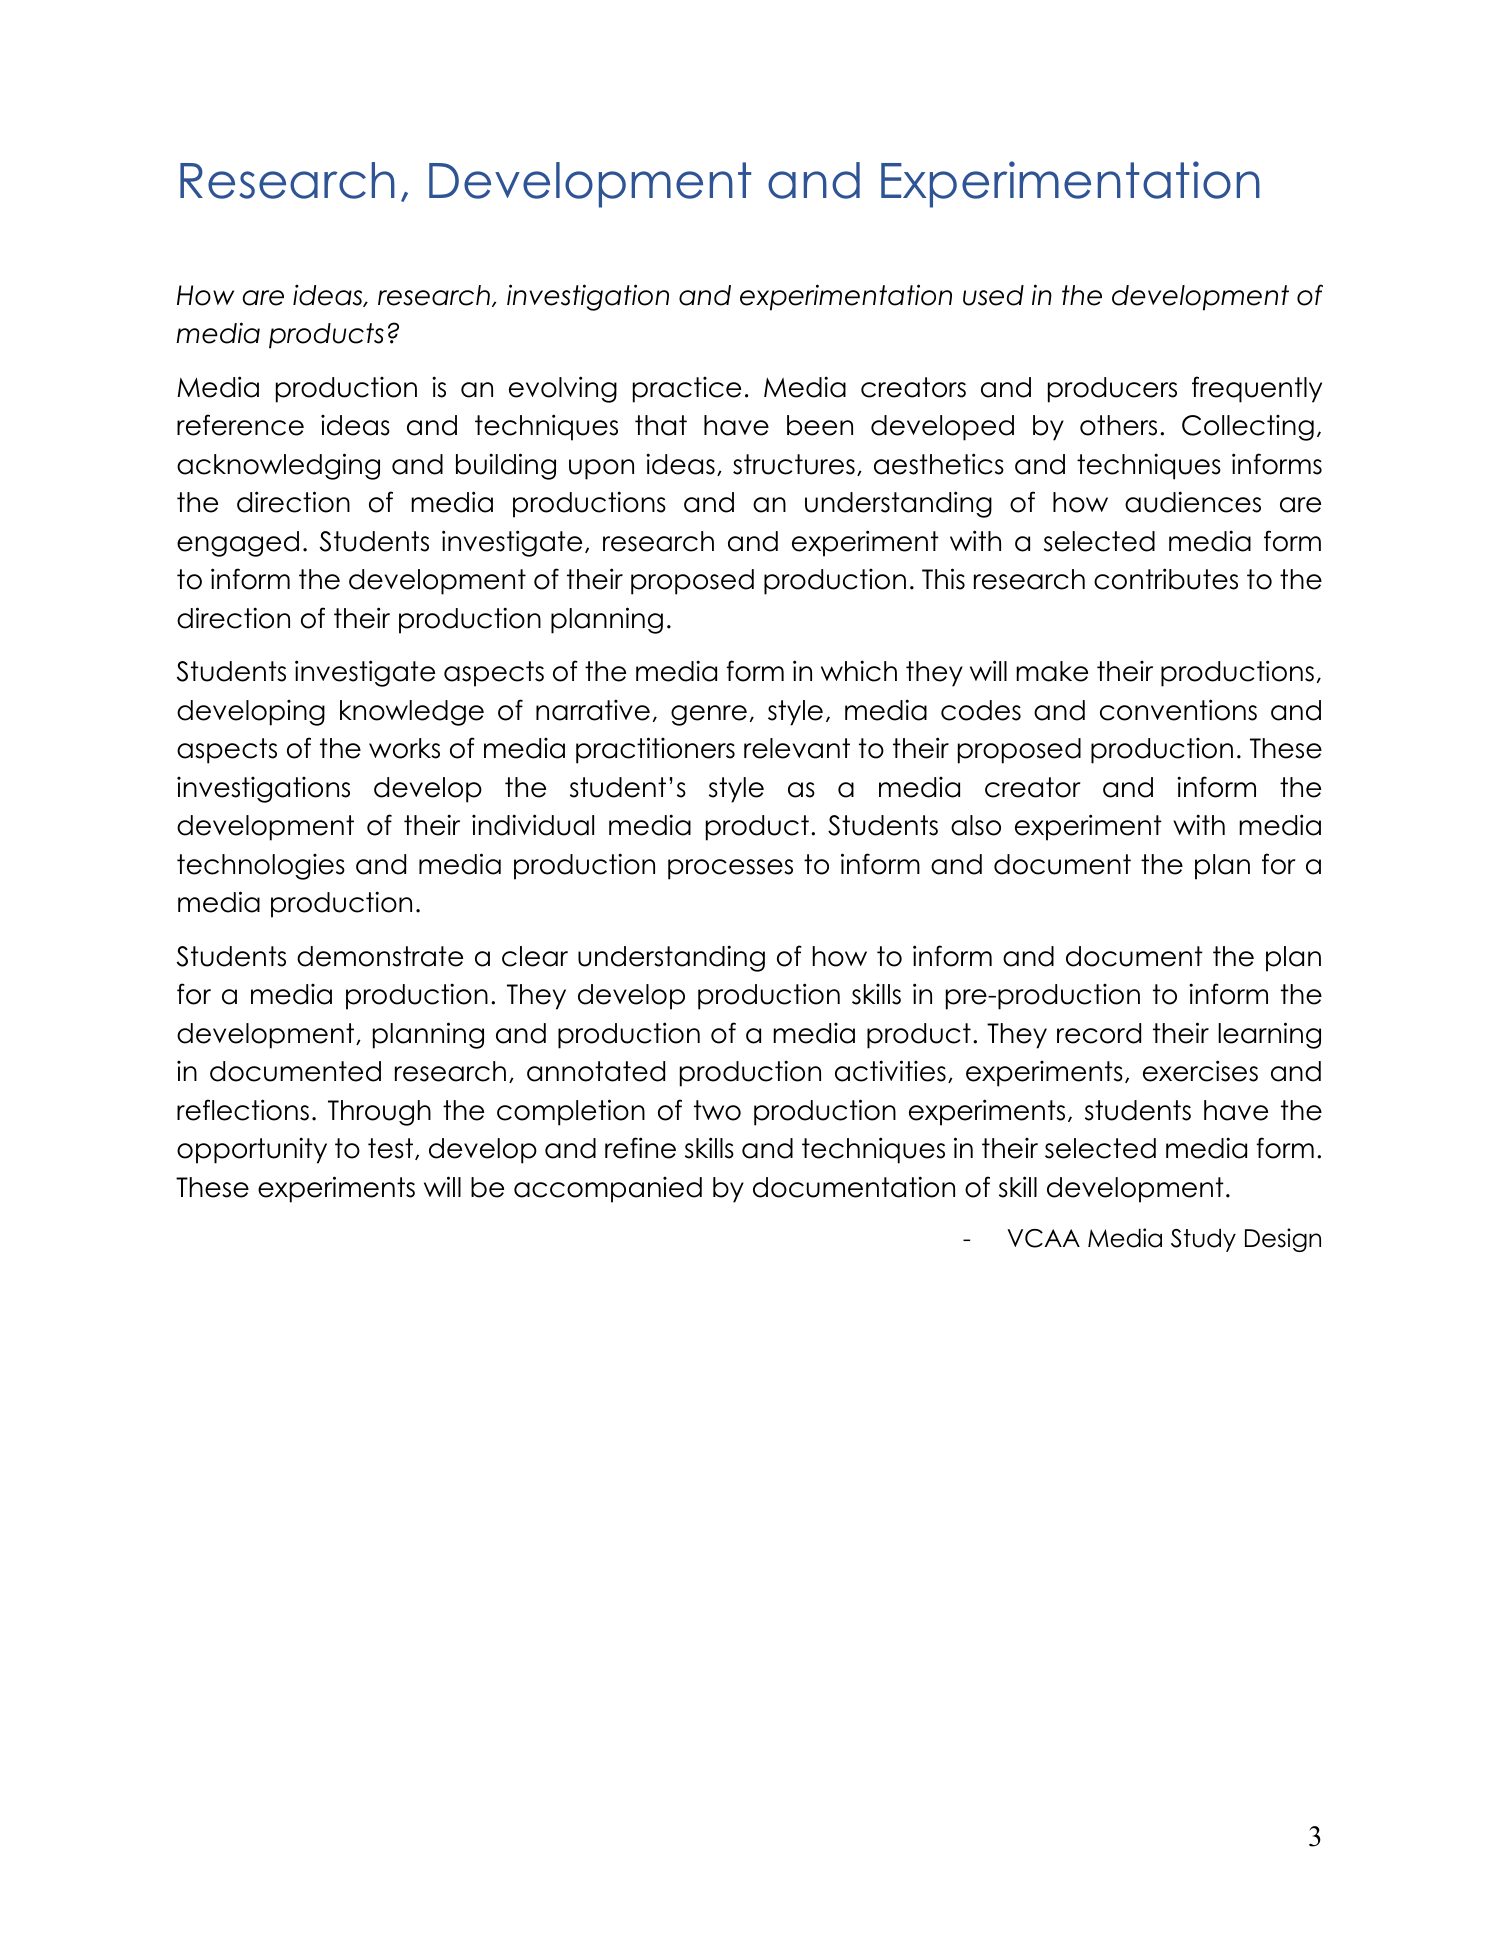 Research, Development and Experimentation
How are ideas, research, investigation and experimentation used in the development of
media products?
Media production is an evolving practice. Media creators and producers frequently
reference ideas and techniques that have been developed by others. Collecting,
acknowledging and building upon ideas, structures, aesthetics and techniques informs
the direction of media productions and an understanding of how audiences are
engaged. Students investigate, research and experiment with a selected media form
to inform the development of their proposed production. This research contributes to the
direction of their production planning.
Students investigate aspects of the media form in which they will make their productions,
developing knowledge of narrative, genre, style, media codes and conventions and
aspects of the works of media practitioners relevant to their proposed production. These
investigations develop the student’s style as a media creator and inform the
development of their individual media product. Students also experiment with media
technologies and media production processes to inform and document the plan for a
media production.
Students demonstrate a clear understanding of how to inform and document the plan
for a media production. They develop production skills in pre-production to inform the
development, planning and production of a media product. They record their learning
in documented research, annotated production activities, experiments, exercises and
reflections. Through the completion of two production experiments, students have the
opportunity to test, develop and refine skills and techniques in their selected media form.
These experiments will be accompanied by documentation of skill development.
- VCAA Media Study Design
3